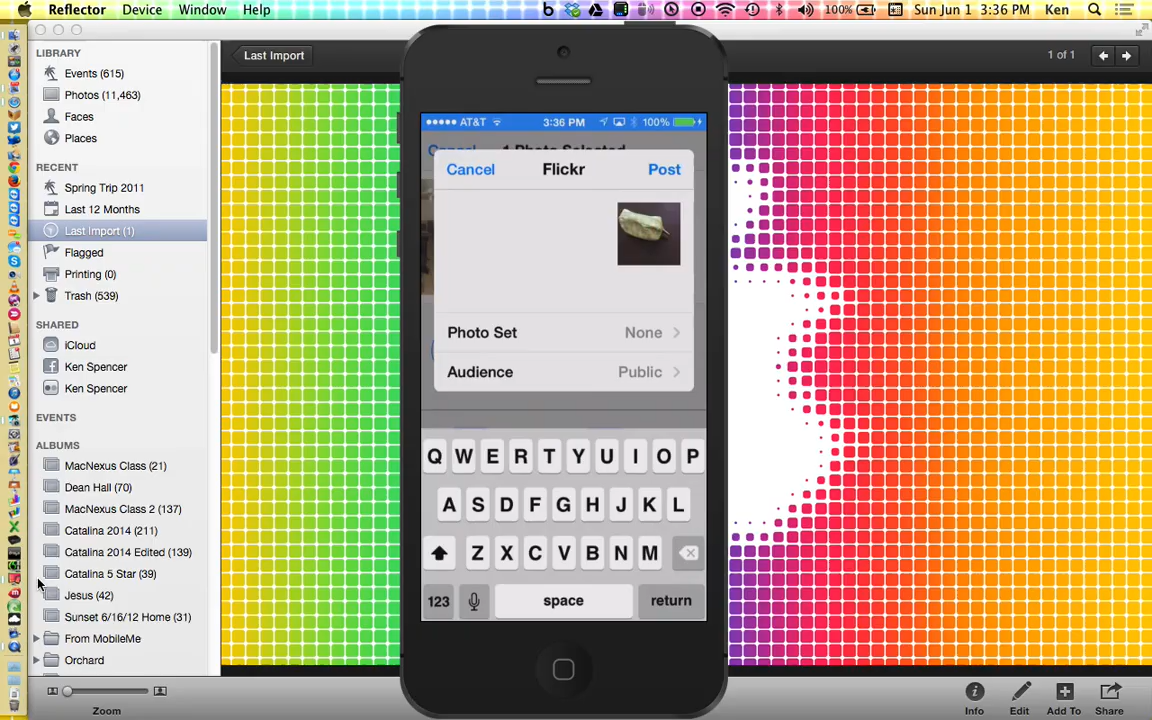 Reflector Device Window Help 100% Sun Jun 1 3:36 PM Ken
LIBRARY
Events (615)
Photos (11,463)
Faces
Places
RECENT
Spring Trip 2011
Last 12 Months
Last Import (1)
Flagged
Printing (0)
Trash (539)
SHARED
iCloud
Ken Spencer
Ken Spencer
EVENTS
ALBUMS
MacNexus Class (21)
Dean Hall (70)
MacNexus Class 2 (137)
Catalina 2014 (211)
Catalina 2014 Edited (139)
Catalina 5 Star (39)
Jesus (42)
Sunset 6/16/12 Home (31)
From MobileMe
Orchard
Zoom
Last Import
1 of 1
AT&T 3:36 PM 100%
Cancel 1 Photo Selected
Cancel Flickr Post
Photo Set None
Audience Public
Q W E R T Y U I O P
A S D F G H J K L
Z X C V B N M
123 space return
Info Edit Add To Share